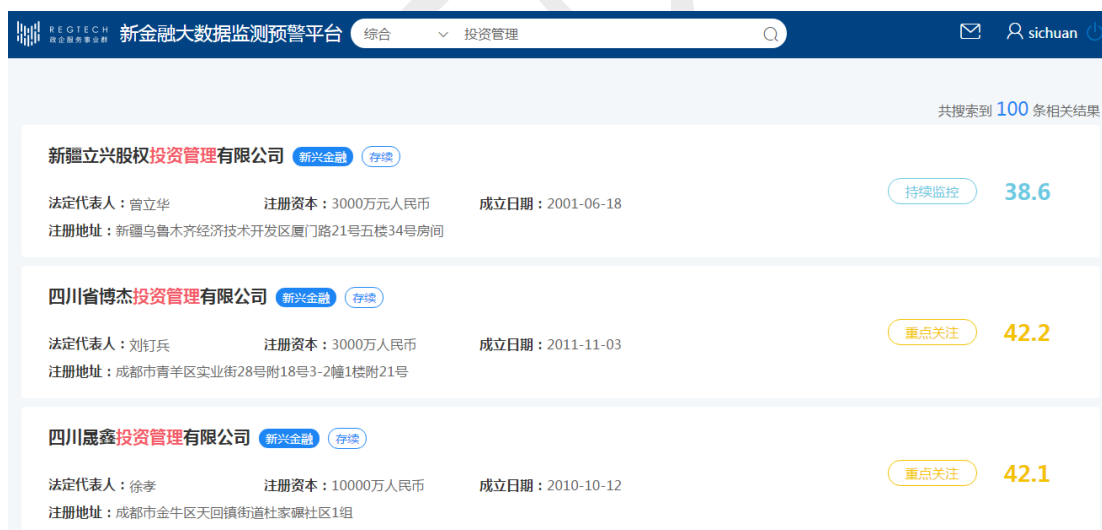 REGTECH 政企服务事业群 新金融大数据监测预警平台 综合 投资管理 sichuan
共搜索到 100 条相关结果
新疆立兴股权投资管理有限公司 新兴金融 存续
法定代表人：曾立华 注册资本：3000万元人民币 成立日期：2001-06-18 持续监控 38.6
注册地址：新疆乌鲁木齐经济技术开发区厦门路21号五楼34号房间
四川省博杰投资管理有限公司 新兴金融 存续
法定代表人：刘钉兵 注册资本：3000万人民币 成立日期：2011-11-03 重点关注 42.2
注册地址：成都市青羊区实业街28号附18号3-2幢1楼附21号
四川晟鑫投资管理有限公司 新兴金融 存续
法定代表人：徐孝 注册资本：10000万人民币 成立日期：2010-10-12 重点关注 42.1
注册地址：成都市金牛区天回镇街道杜家碾社区1组